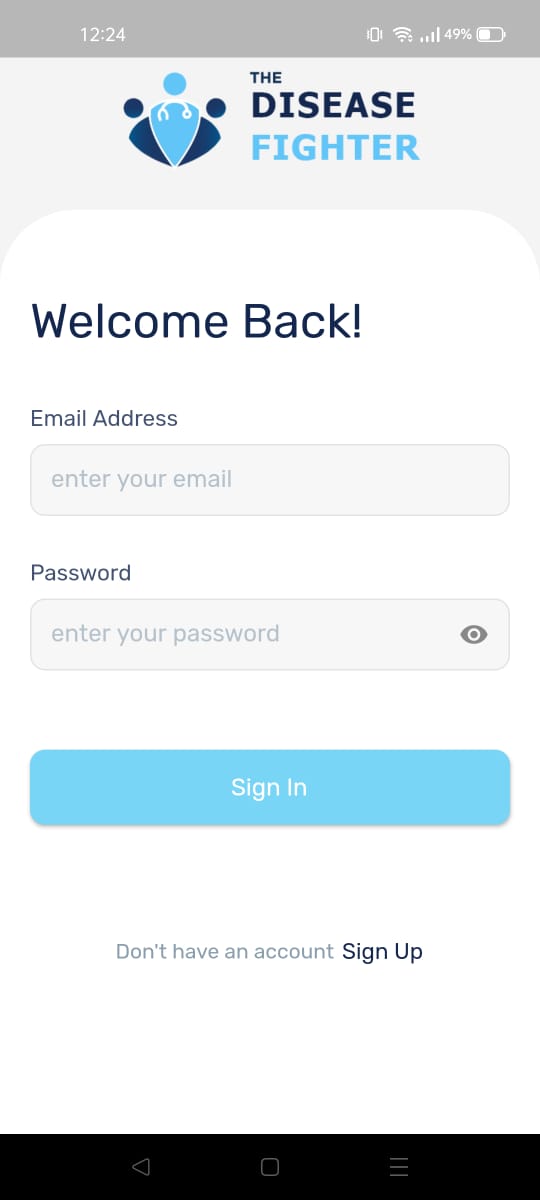 12:24
49%
THE
DISEASE
FIGHTER
Welcome Back!
Email Address
enter your email
Password
enter your password
Sign In
Don't have an account Sign Up